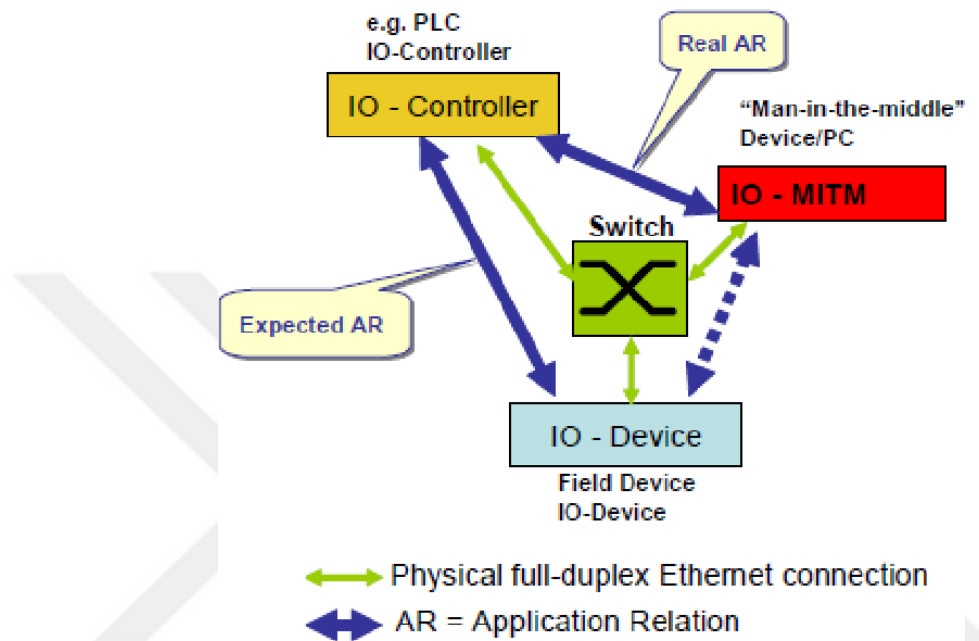 e.g. PLC
IO-Controller
Real AR
IO - Controller
“Man-in-the-middle”
Device/PC
IO - MITM
Switch
Expected AR
IO - Device
Field Device
IO-Device
Physical full-duplex Ethernet connection
AR = Application Relation